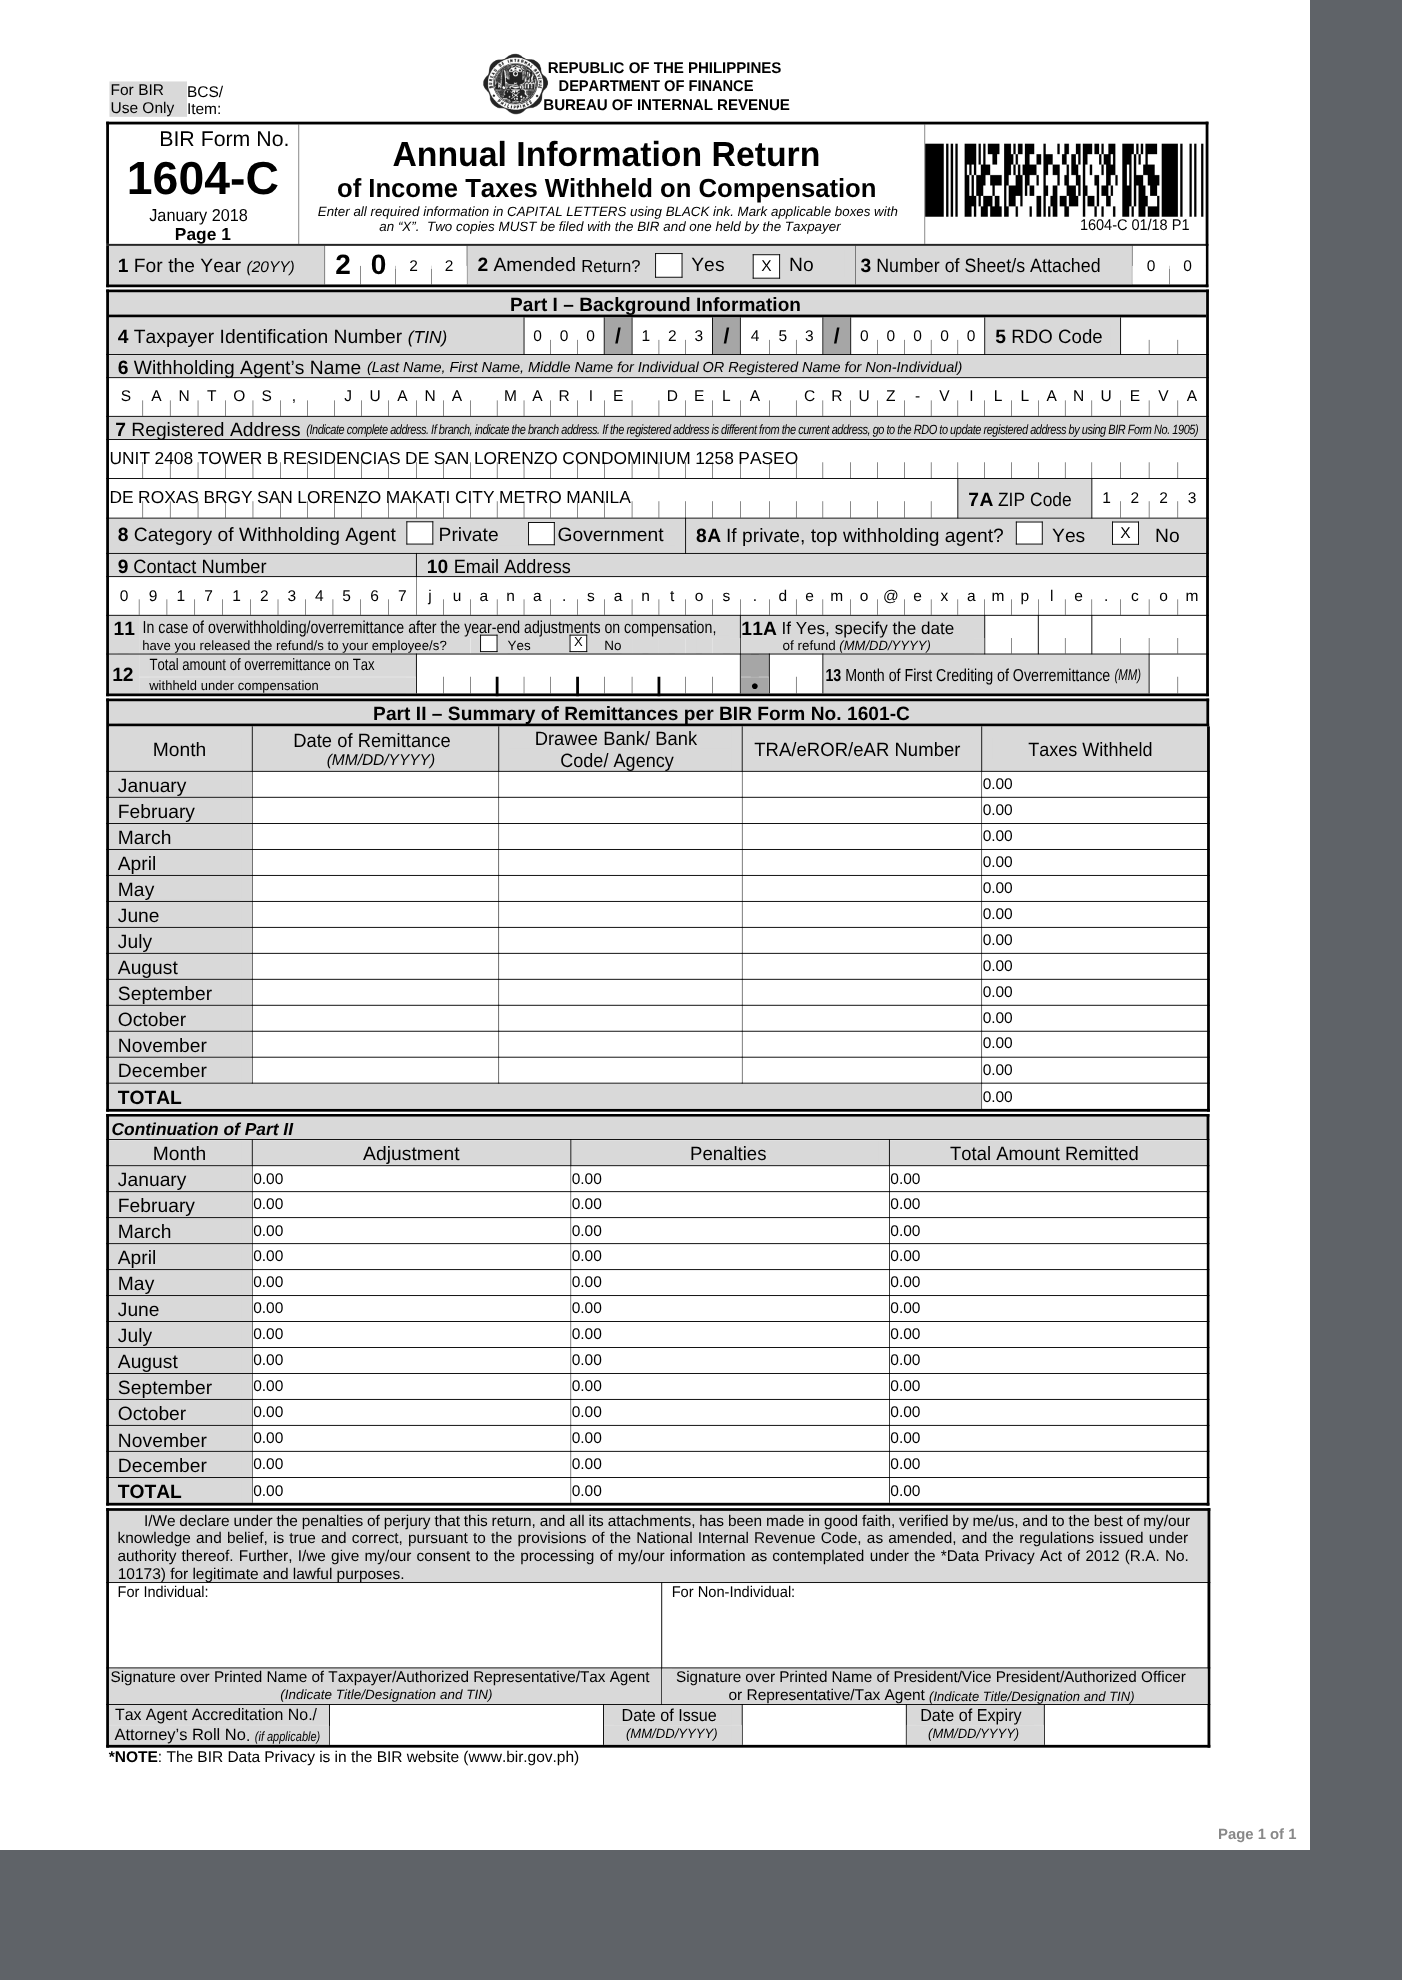 REPUBLIC OF THE PHILIPPINES
DEPARTMENT OF FINANCE
BUREAU OF INTERNAL REVENUE
For BIR BCS/
Use Only Item:
BIR Form No.
1604-C
January 2018
Page 1
Annual Information Return
of Income Taxes Withheld on Compensation
Enter all required information in CAPITAL LETTERS using BLACK ink. Mark applicable boxes with
an “X”. Two copies MUST be filed with the BIR and one held by the Taxpayer
1604-C 01/18 P1
1 For the Year (20YY) 2 0 2 2 2 Amended Return? Yes X No 3 Number of Sheet/s Attached 0 0
Part I – Background Information
4 Taxpayer Identification Number (TIN) 0 0 0 / 1 2 3 / 4 5 3 / 0 0 0 0 0 5 RDO Code
6 Withholding Agent’s Name (Last Name, First Name, Middle Name for Individual OR Registered Name for Non-Individual)
S A N T O S , J U A N A M A R I E D E L A C R U Z - V I L L A N U E V A
7 Registered Address (Indicate complete address. If branch, indicate the branch address. If the registered address is different from the current address, go to the RDO to update registered address by using BIR Form No. 1905)
UNIT 2408 TOWER B RESIDENCIAS DE SAN LORENZO CONDOMINIUM 1258 PASEO
DE ROXAS BRGY SAN LORENZO MAKATI CITY METRO MANILA 7A ZIP Code 1 2 2 3
8 Category of Withholding Agent Private Government 8A If private, top withholding agent? Yes X No
9 Contact Number 10 Email Address
0 9 1 7 1 2 3 4 5 6 7 j u a n a . s a n t o s . d e m o @ e x a m p l e . c o m
11 In case of overwithholding/overremittance after the year-end adjustments on compensation,
have you released the refund/s to your employee/s? Yes X No
11A If Yes, specify the date
of refund (MM/DD/YYYY)
12 Total amount of overremittance on Tax
withheld under compensation
13 Month of First Crediting of Overremittance (MM)
Part II – Summary of Remittances per BIR Form No. 1601-C
Month Date of Remittance (MM/DD/YYYY) Drawee Bank/ Bank Code/ Agency TRA/eROR/eAR Number Taxes Withheld
January 0.00
February 0.00
March 0.00
April 0.00
May 0.00
June 0.00
July 0.00
August 0.00
September 0.00
October 0.00
November 0.00
December 0.00
TOTAL 0.00
Continuation of Part II
Month Adjustment Penalties Total Amount Remitted
January 0.00 0.00 0.00
February 0.00 0.00 0.00
March 0.00 0.00 0.00
April 0.00 0.00 0.00
May 0.00 0.00 0.00
June 0.00 0.00 0.00
July 0.00 0.00 0.00
August 0.00 0.00 0.00
September 0.00 0.00 0.00
October 0.00 0.00 0.00
November 0.00 0.00 0.00
December 0.00 0.00 0.00
TOTAL 0.00 0.00 0.00
I/We declare under the penalties of perjury that this return, and all its attachments, has been made in good faith, verified by me/us, and to the best of my/our
knowledge and belief, is true and correct, pursuant to the provisions of the National Internal Revenue Code, as amended, and the regulations issued under
authority thereof. Further, I/we give my/our consent to the processing of my/our information as contemplated under the *Data Privacy Act of 2012 (R.A. No.
10173) for legitimate and lawful purposes.
For Individual: For Non-Individual:
Signature over Printed Name of Taxpayer/Authorized Representative/Tax Agent
(Indicate Title/Designation and TIN)
Signature over Printed Name of President/Vice President/Authorized Officer
or Representative/Tax Agent (Indicate Title/Designation and TIN)
Tax Agent Accreditation No./
Attorney’s Roll No. (if applicable)
Date of Issue
(MM/DD/YYYY)
Date of Expiry
(MM/DD/YYYY)
*NOTE: The BIR Data Privacy is in the BIR website (www.bir.gov.ph)
Page 1 of 1